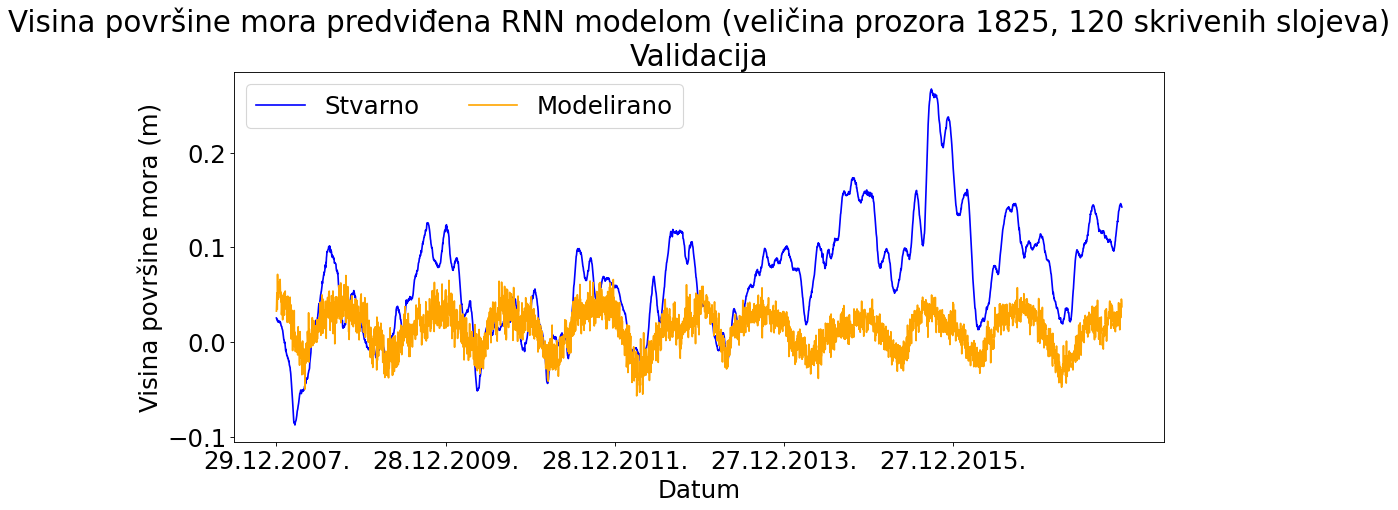 Visina površine mora predviđena RNN modelom (veličina prozora 1825, 120 skrivenih slojeva)
Validacija
Stvarno
Modelirano
Visina površine mora (m)
0.2
0.1
0.0
−0.1
29.12.2007.
28.12.2009.
28.12.2011.
27.12.2013.
27.12.2015.
Datum